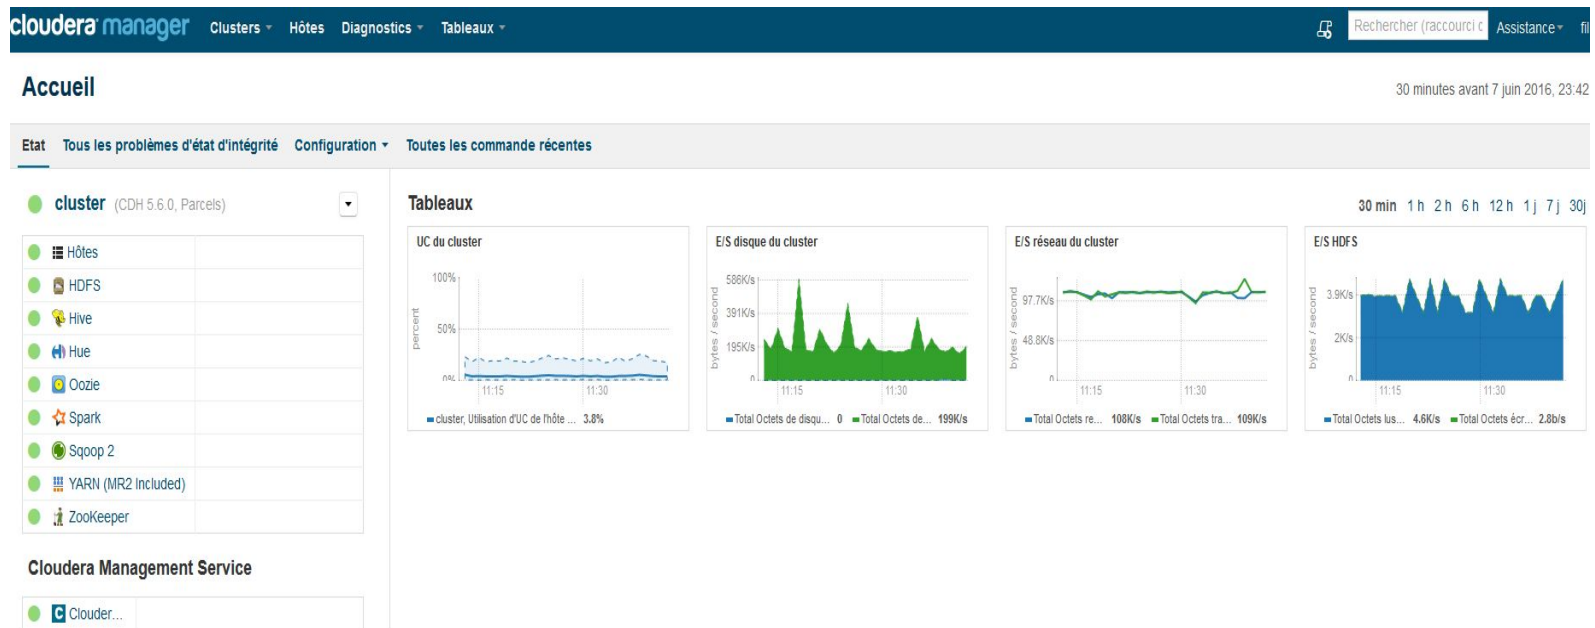 cloudera manager Clusters Hôtes Diagnostics Tableaux Rechercher (raccourci c Assistance fil
Accueil 30 minutes avant 7 juin 2016, 23:42
Etat Tous les problèmes d'état d'intégrité Configuration Toutes les commande récentes
cluster (CDH 5.6.0, Parcels)
Hôtes
HDFS
Hive
Hue
Oozie
Spark
Sqoop 2
YARN (MR2 Included)
ZooKeeper
Cloudera Management Service
C Clouder...
Tableaux 30 min 1 h 2 h 6 h 12 h 1 j 7 j 30j
UC du cluster
percent
100%
50%
0%
11:15 11:30
cluster, Utilisation d'UC de l'hôte ... 3.8%
E/S disque du cluster
bytes / second
586K/s
391K/s
195K/s
0
11:15 11:30
Total Octets de disqu... 0 Total Octets de... 199K/s
E/S réseau du cluster
bytes / second
97.7K/s
48.8K/s
0
11:15 11:30
Total Octets re... 108K/s Total Octets tra... 109K/s
E/S HDFS
bytes / second
3.9K/s
2K/s
0
11:15 11:30
Total Octets lus... 4.6K/s Total Octets écr... 2.8b/s